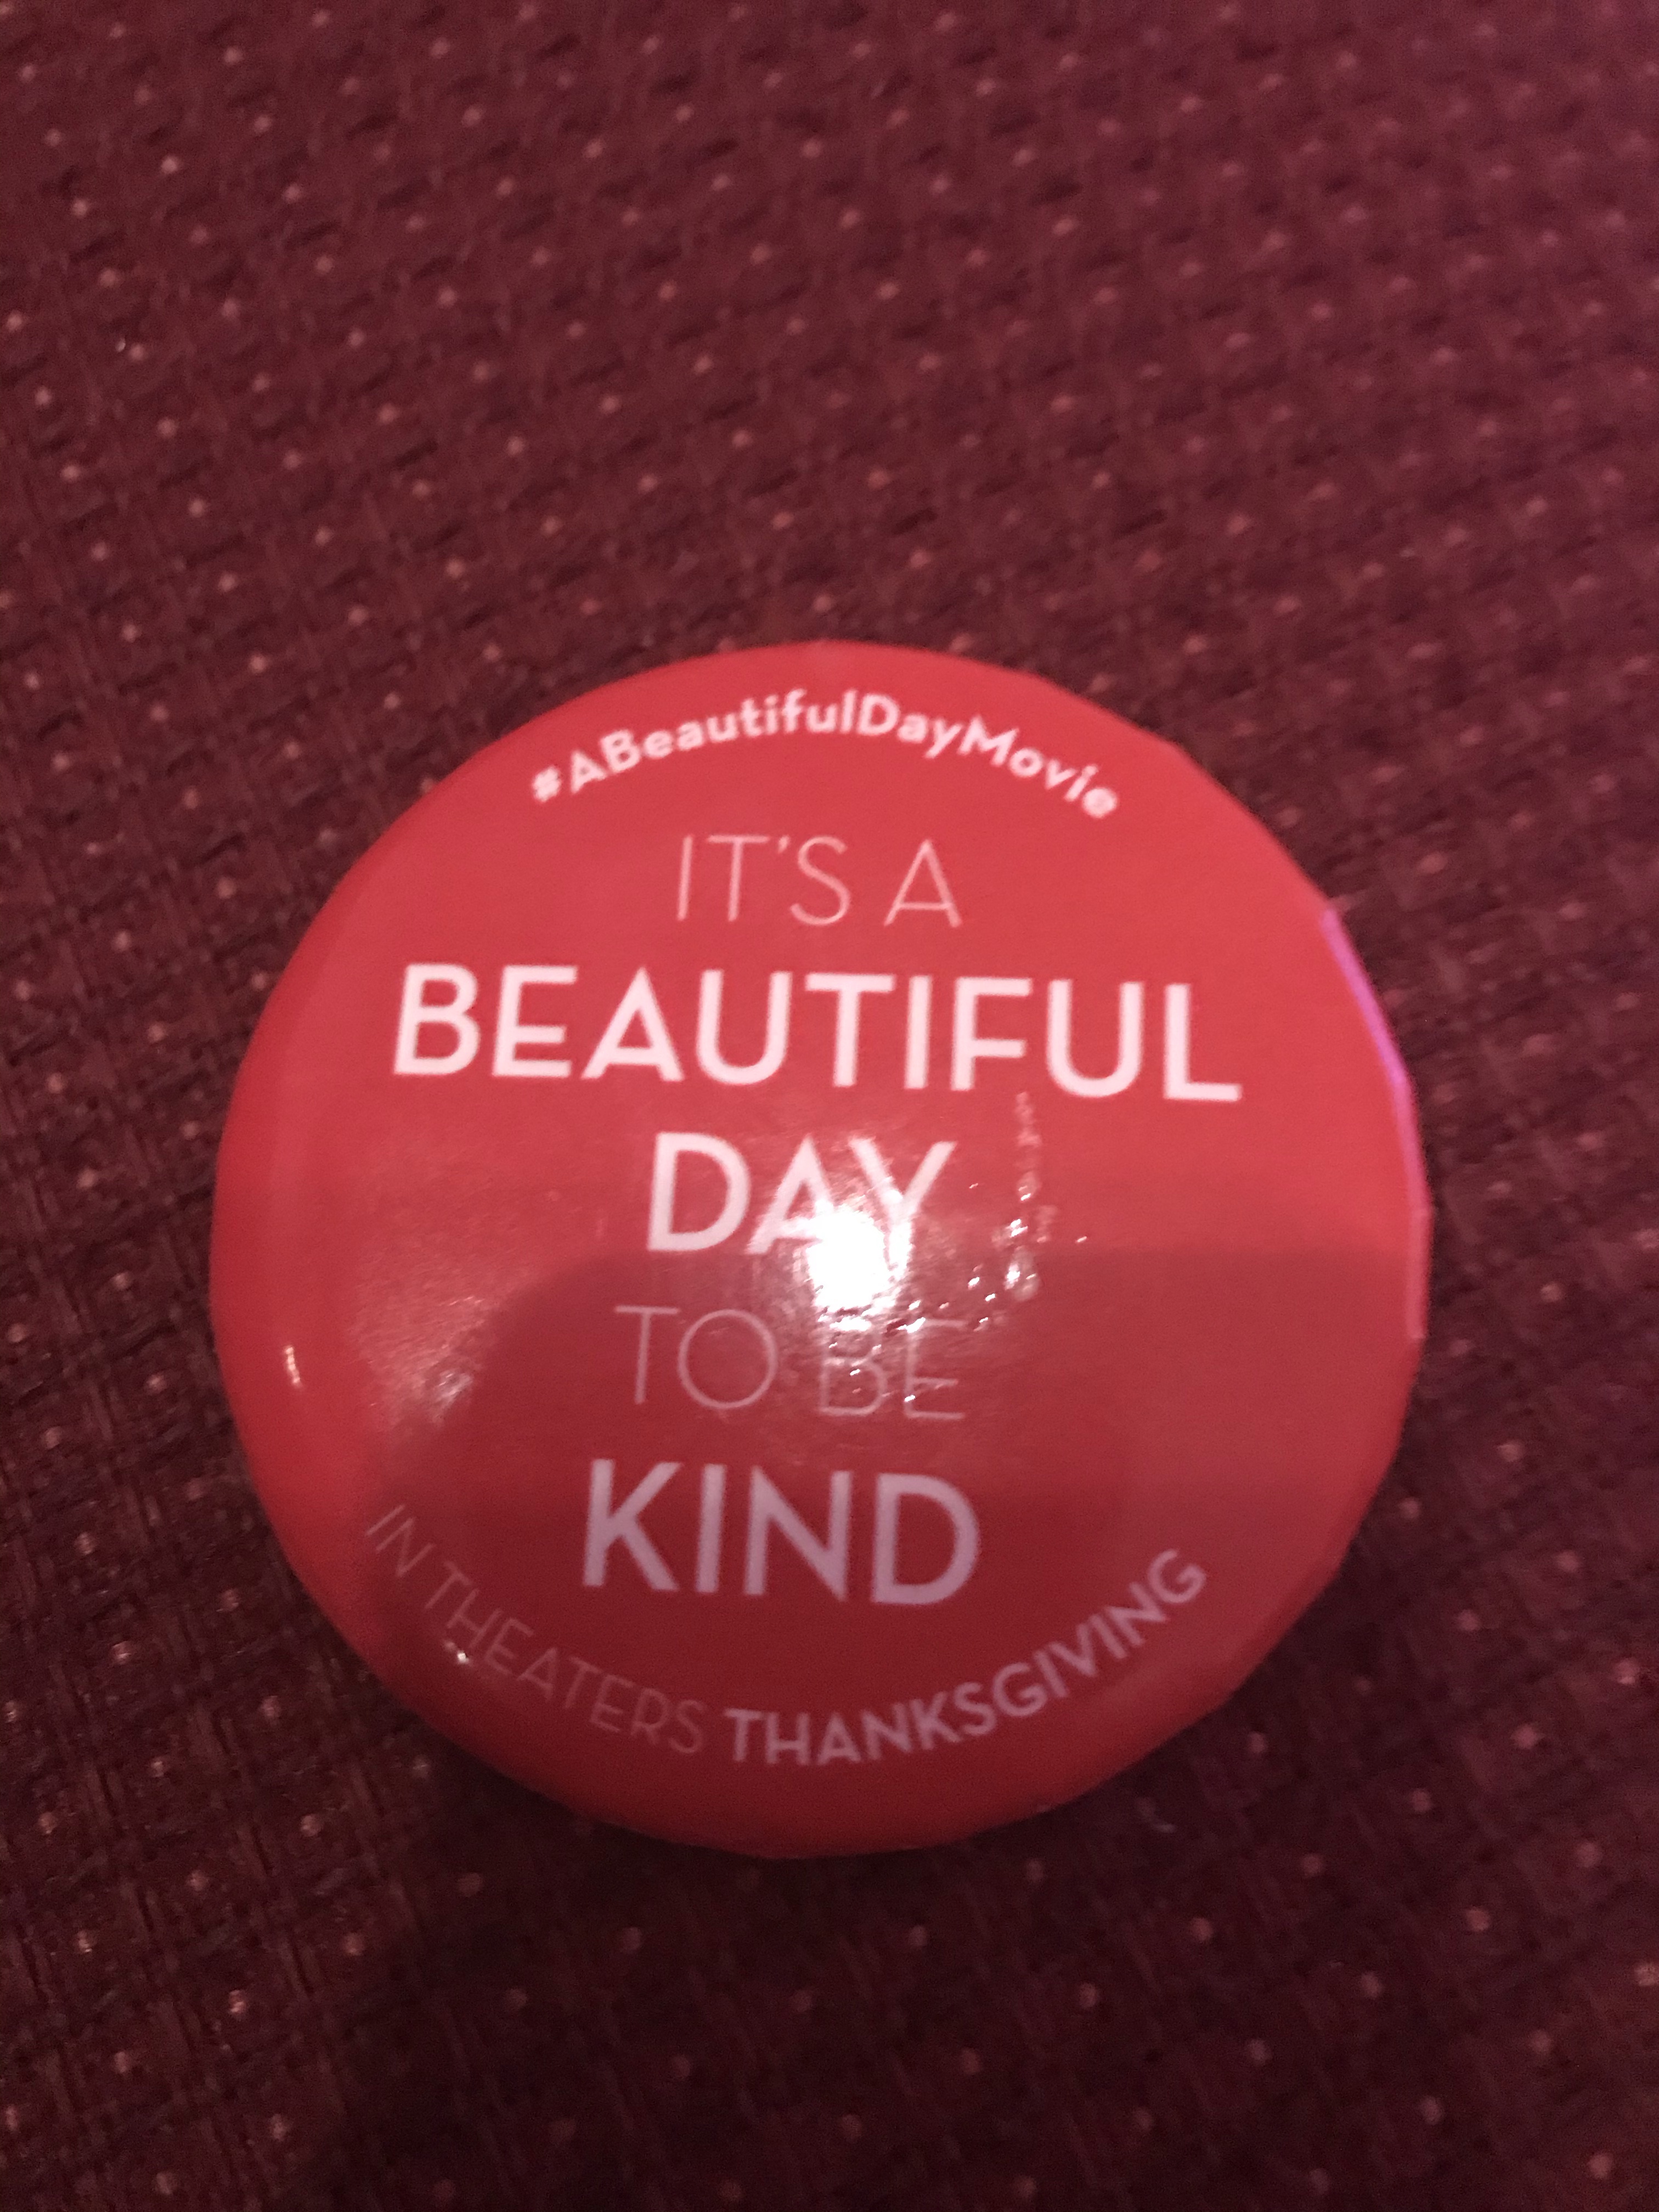 #ABeautifulDayMovie
IT'S A
BEAUTIFUL
DAY
TO BE
KIND
IN THEATERS THANKSGIVING